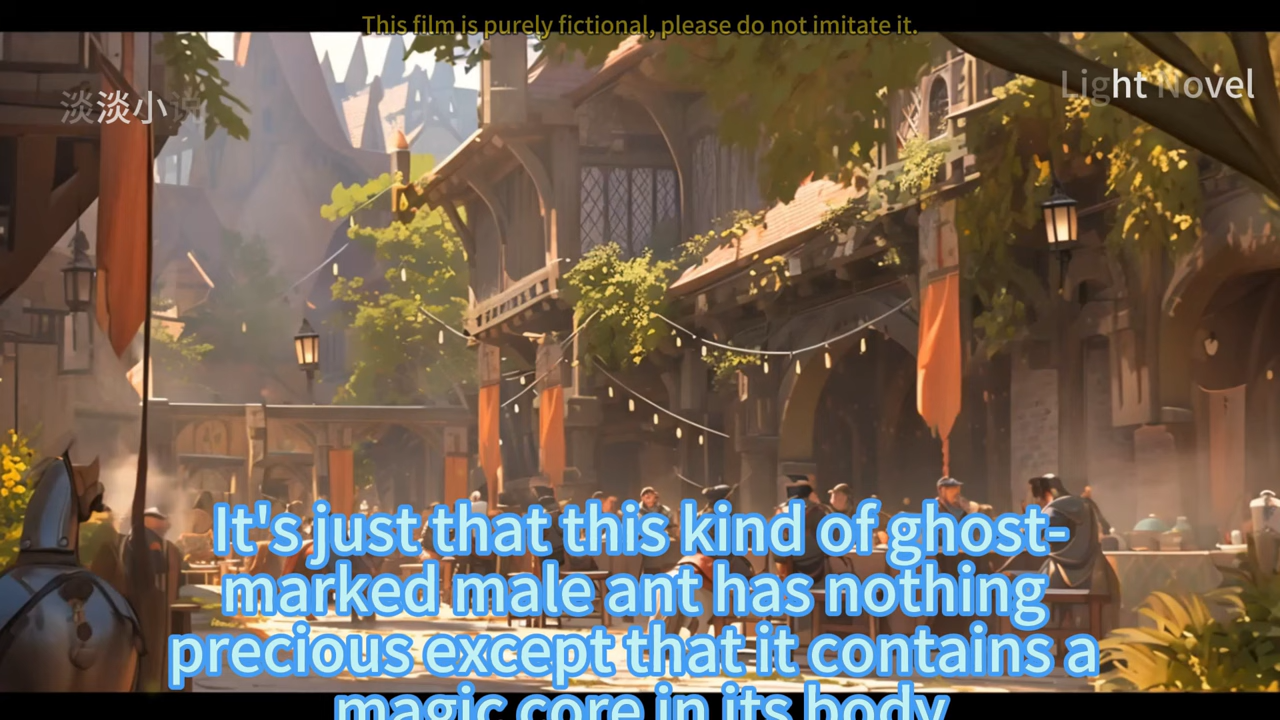 This film is purely fictional, please do not imitate it.
淡淡小说
Light Novel
It's just that this kind of ghost-
marked male ant has nothing
precious except that it contains a
magic core in its body